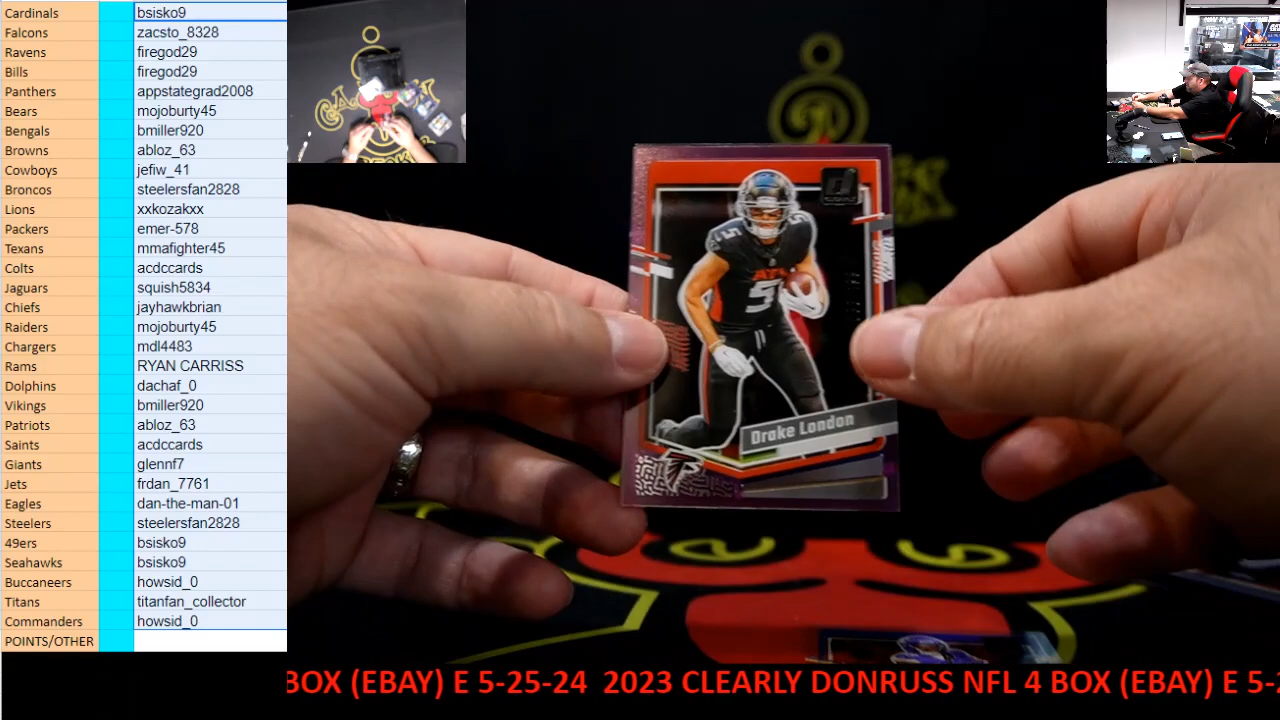 Cardinals bsisko9
Falcons zacsto_8328
Ravens firegod29
Bills firegod29
Panthers appstategrad2008
Bears mojoburty45
Bengals bmiller920
Browns abloz_63
Cowboys jefiw_41
Broncos steelersfan2828
Lions xxkozakxx
Packers emer-578
Texans mmafighter45
Colts acdccards
Jaguars squish5834
Chiefs jayhawkbrian
Raiders mojoburty45
Chargers mdl4483
Rams RYAN CARRISS
Dolphins dachaf_0
Vikings bmiller920
Patriots abloz_63
Saints acdccards
Giants glennf7
Jets frdan_7761
Eagles dan-the-man-01
Steelers steelersfan2828
49ers bsisko9
Seahawks bsisko9
Buccaneers howsid_0
Titans titanfan_collector
Commanders howsid_0
POINTS/OTHER
5
ATL
5
Drake London
BOX (EBAY) E 5-25-24 2023 CLEARLY DONRUSS NFL 4 BOX (EBAY) E 5-2